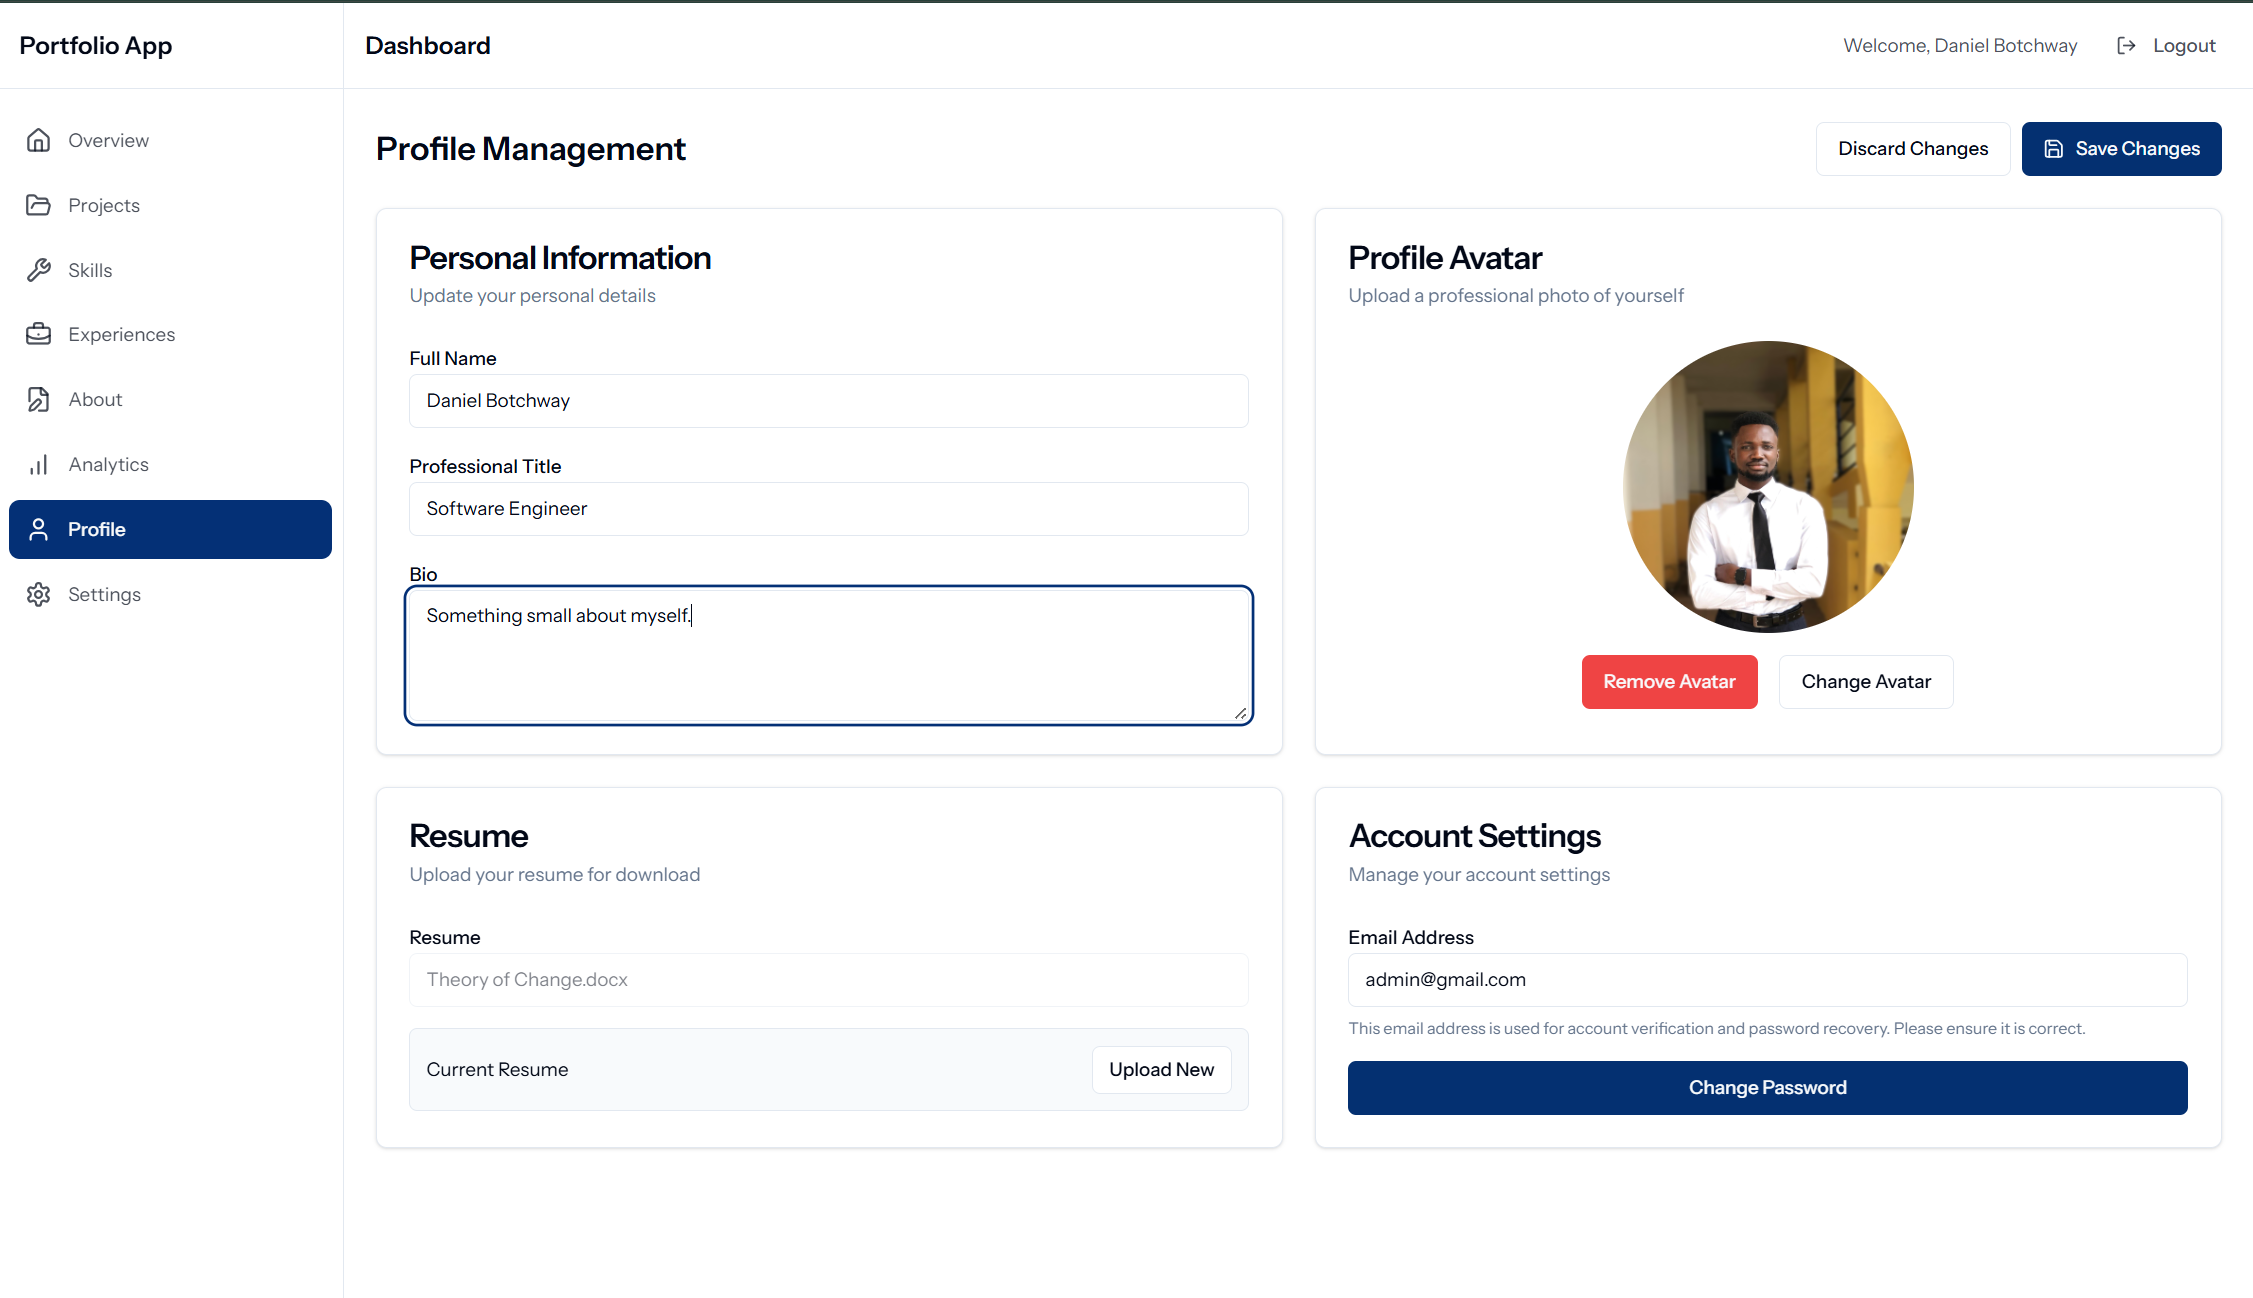 Portfolio App
Dashboard
Welcome, Daniel Botchway
Logout
Overview
Projects
Skills
Experiences
About
Analytics
Profile
Settings
Profile Management
Discard Changes
Save Changes
Personal Information
Update your personal details
Full Name
Daniel Botchway
Professional Title
Software Engineer
Bio
Something small about myself.
Profile Avatar
Upload a professional photo of yourself
Remove Avatar
Change Avatar
Resume
Upload your resume for download
Resume
Theory of Change.docx
Current Resume
Upload New
Account Settings
Manage your account settings
Email Address
admin@gmail.com
This email address is used for account verification and password recovery. Please ensure it is correct.
Change Password